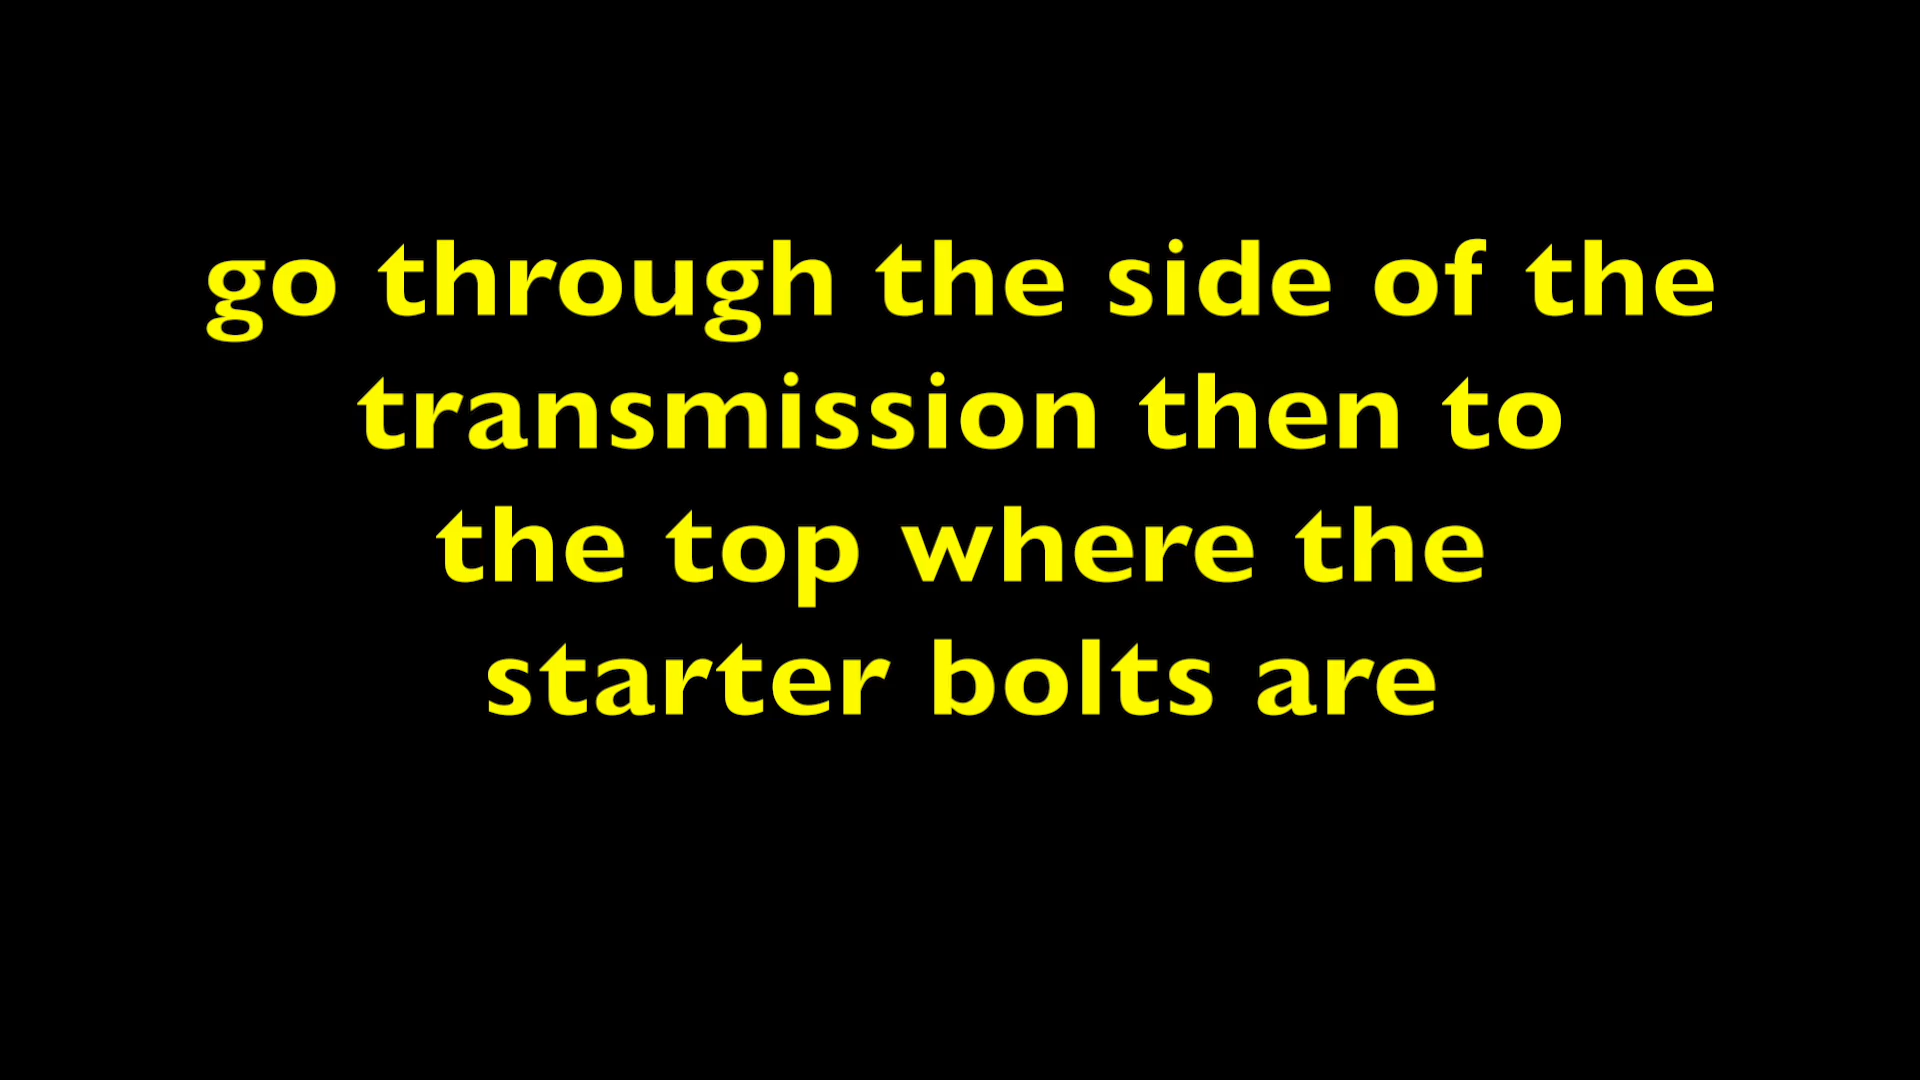 go through the side of the
transmission then to
the top where the
starter bolts are